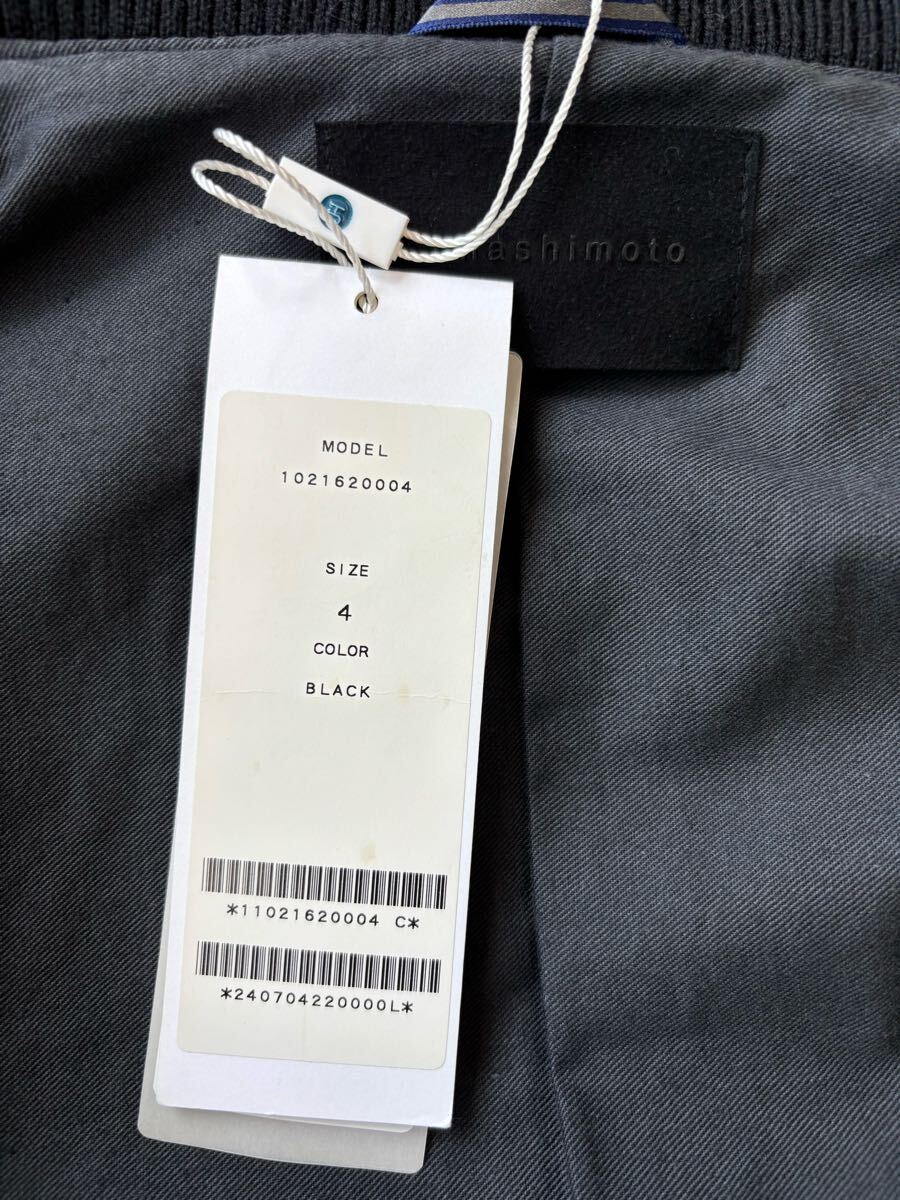 ashimoto
MODEL
1021620004
SIZE
4
COLOR
BLACK
*11021620004 C*
*240704220000L*